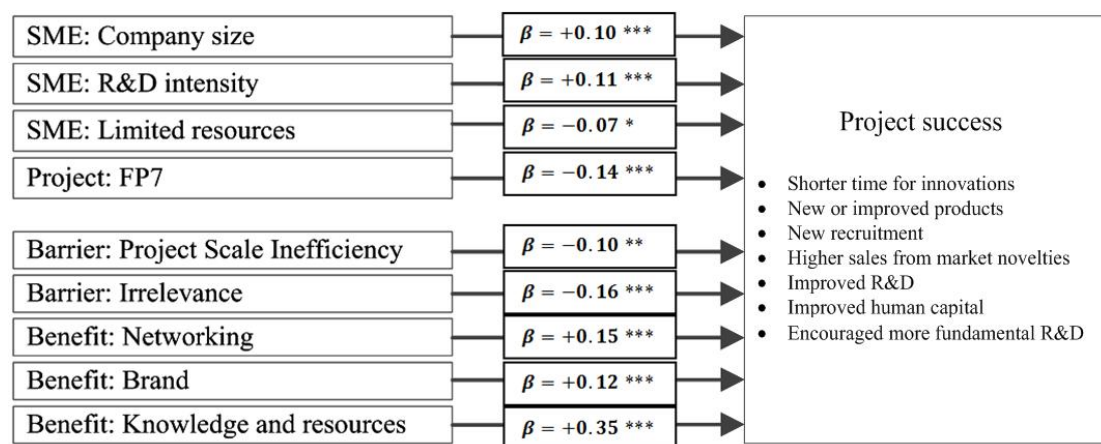 SME: Company size
β = +0.10 ***
SME: R&D intensity
β = +0.11 ***
SME: Limited resources
β = −0.07 *
Project: FP7
β = −0.14 ***
Barrier: Project Scale Inefficiency
β = −0.10 **
Barrier: Irrelevance
β = −0.16 ***
Benefit: Networking
β = +0.15 ***
Benefit: Brand
β = +0.12 ***
Benefit: Knowledge and resources
β = +0.35 ***
Project success
• Shorter time for innovations
• New or improved products
• New recruitment
• Higher sales from market novelties
• Improved R&D
• Improved human capital
• Encouraged more fundamental R&D